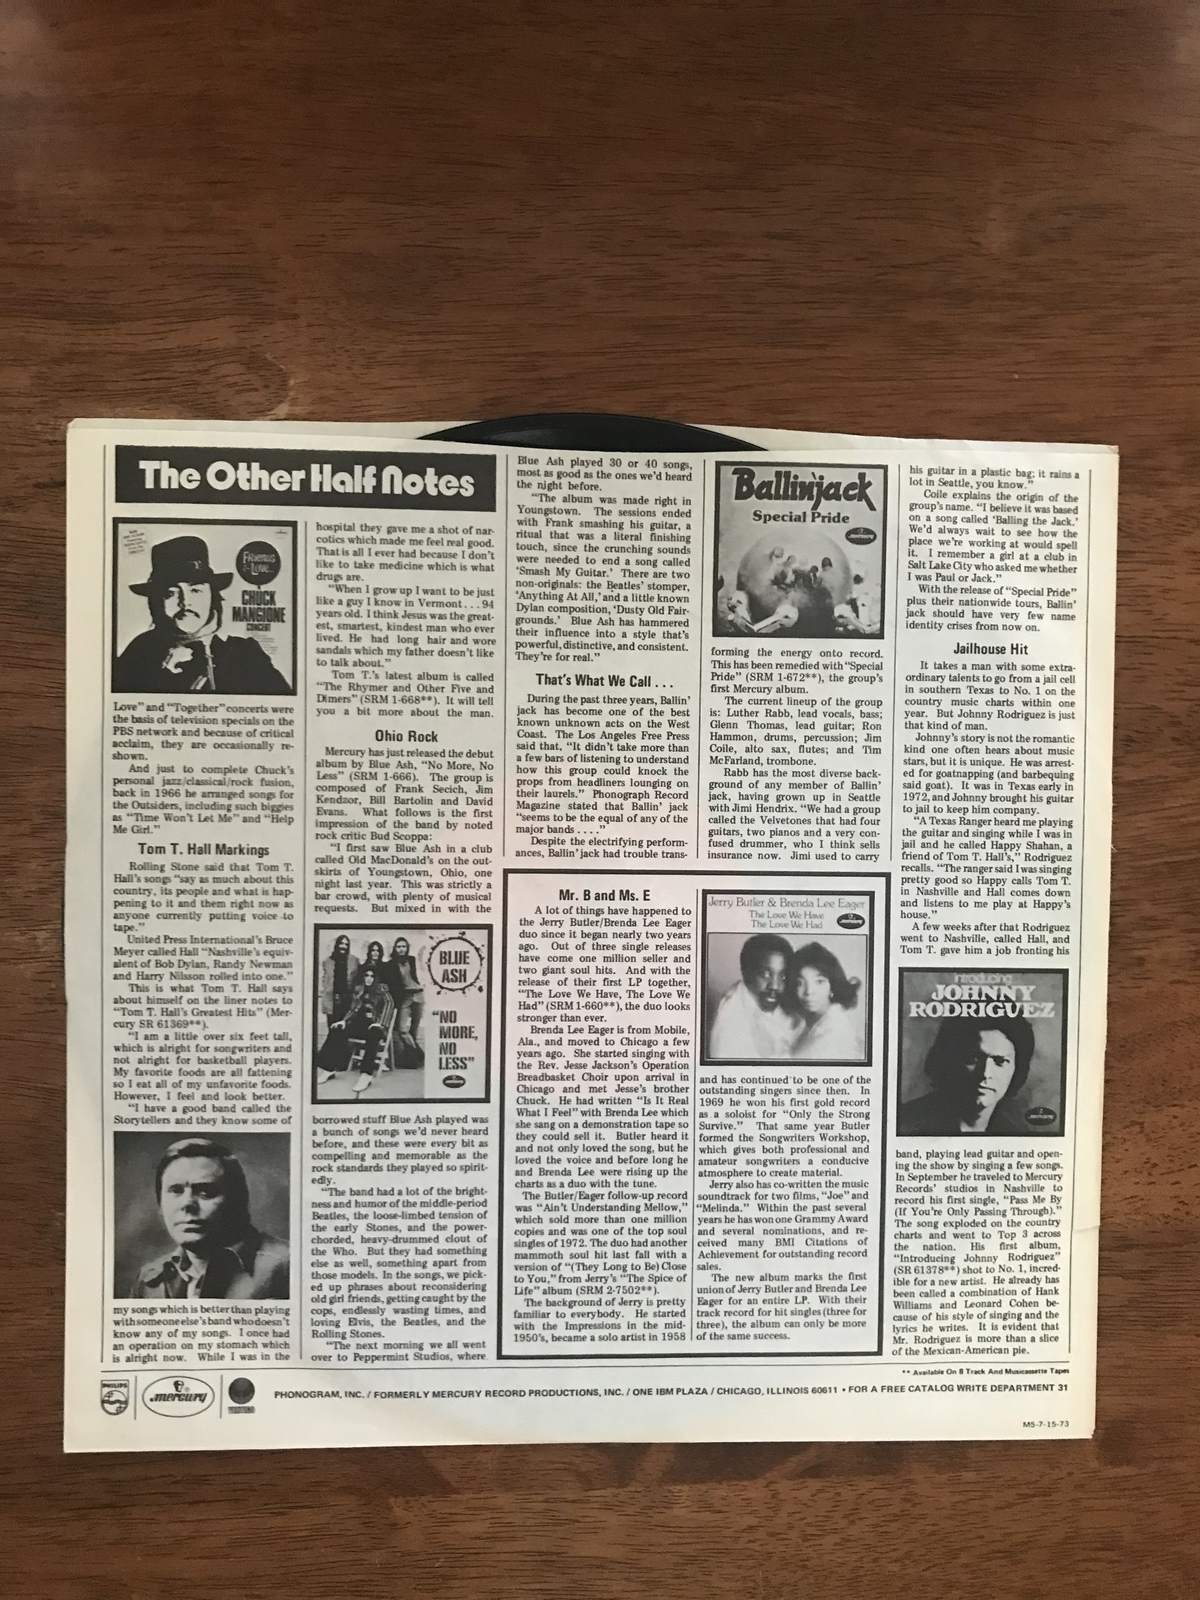 The Other Half Notes
FRIENDS
& LOVE...
A
CHUCK
MANGIONE
CONCERT
Love” and “Together” concerts were
the basis of television specials on the
PBS network and because of critical
acclaim, they are occasionally re-
shown.
And just to complete Chuck's
personal jazz/classical/rock fusion,
back in 1966 he arranged songs for
the Outsiders, including such biggies
as “Time Won't Let Me” and “Help
Me Girl.”
Tom T. Hall Markings
Rolling Stone said that Tom T.
Hall's songs “say as much about this
country, its people and what is hap-
pening to it and them right now as
anyone currently putting voice to
tape.”
United Press International's Bruce
Meyer called Hall “Nashville's equiv-
alent of Bob Dylan, Randy Newman
and Harry Nilsson rolled into one.”
This is what Tom T. Hall says
about himself on the liner notes to
“Tom T. Hall's Greatest Hits” (Mer-
cury SR 61369**).
“I am a little over six feet tall,
which is alright for songwriters and
not alright for basketball players.
My favorite foods are all fattening
so I eat all of my unfavorite foods.
However, I feel and look better.
“I have a good band called the
Storytellers and they know some of
my songs which is better than playing
with someone else's band who doesn't
know any of my songs. I once had
an operation on my stomach which
is alright now. While I was in the
hospital they gave me a shot of nar-
cotics which made me feel real good.
That is all I ever had because I don't
like to take medicine which is what
drugs are.
“When I grow up I want to be just
like a guy I know in Vermont...94
years old. I think Jesus was the great-
est, smartest, kindest man who ever
lived. He had long hair and wore
sandals which my father doesn't like
to talk about.”
Tom T.'s latest album is called
“The Rhymer and Other Five and
Dimers” (SRM 1-668**). It will tell
you a bit more about the man.
Ohio Rock
Mercury has just released the debut
album by Blue Ash, “No More, No
Less” (SRM 1-666). The group is
composed of Frank Secich, Jim
Kendzor, Bill Bartolin and David
Evans. What follows is the first
impression of the band by noted
rock critic Bud Scoppa:
“I first saw Blue Ash in a club
called Old MacDonald's on the out-
skirts of Youngstown, Ohio, one
night last year. This was strictly a
bar crowd, with plenty of musical
requests. But mixed in with the
BLUE
ASH
“NO
MORE,
NO
LESS”
borrowed stuff Blue Ash played was
a bunch of songs we'd never heard
before, and these were every bit as
compelling and memorable as the
rock standards they played so spirit-
edly.
“The band had a lot of the bright-
ness and humor of the middle-period
Beatles, the loose-limbed tension of
the early Stones, and the power-
chorded, heavy-drummed clout of
the Who. But they had something
else as well, something apart from
those models. In the songs, we pick-
ed up phrases about reconsidering
old girl friends, getting caught by the
cops, endlessly wasting times, and
loving Elvis, the Beatles, and the
Rolling Stones.
“The next morning we all went
over to Peppermint Studios, where
Blue Ash played 30 or 40 songs,
most as good as the ones we'd heard
the night before.
“The album was made right in
Youngstown. The sessions ended
with Frank smashing his guitar, a
ritual that was a literal finishing
touch, since the crunching sounds
were needed to end a song called
‘Smash My Guitar.’ There are two
non-originals: the Beatles' stomper,
‘Anything At All,’ and a little known
Dylan composition, ‘Dusty Old Fair-
grounds.’ Blue Ash has hammered
their influence into a style that's
powerful, distinctive, and consistent.
They're for real.”
That's What We Call . . .
During the past three years, Ballin'
jack has become one of the best
known unknown acts on the West
Coast. The Los Angeles Free Press
said that, “It didn't take more than
a few bars of listening to understand
how this group could knock the
props from headliners lounging on
their laurels.” Phonograph Record
Magazine stated that Ballin' jack
“seems to be the equal of any of the
major bands . . . .”
Despite the electrifying perform-
ances, Ballin' jack had trouble trans-
Ballin'jack
Special Pride
mercury
forming the energy onto record.
This has been remedied with “Special
Pride” (SRM 1-672**), the group's
first Mercury album.
The current lineup of the group
is: Luther Rabb, lead vocals, bass;
Glenn Thomas, lead guitar; Ron
Hammon, drums, percussion; Jim
Coile, alto sax, flutes; and Tim
McFarland, trombone.
Rabb has the most diverse back-
ground of any member of Ballin'
jack, having grown up in Seattle
with Jimi Hendrix. “We had a group
called the Velvetones that had four
guitars, two pianos and a very con-
fused drummer, who I think sells
insurance now. Jimi used to carry
his guitar in a plastic bag; it rains a
lot in Seattle, you know.”
Coile explains the origin of the
group's name. “I believe it was based
on a song called ‘Balling the Jack.’
We'd always wait to see how the
place we're working at would spell
it. I remember a girl at a club in
Salt Lake City who asked me whether
I was Paul or Jack.”
With the release of “Special Pride”
plus their nationwide tours, Ballin'
jack should have very few name
identity crises from now on.
Jailhouse Hit
It takes a man with some extra-
ordinary talents to go from a jail cell
in southern Texas to No. 1 on the
country music charts within one
year. But Johnny Rodriguez is just
that kind of man.
Johnny's story is not the romantic
kind one often hears about music
stars, but it is unique. He was arrest-
ed for goatnapping (and barbequing
said goat). It was in Texas early in
1972, and Johnny brought his guitar
to jail to keep him company.
“A Texas Ranger heard me playing
the guitar and singing while I was in
jail and he called Happy Shahan, a
friend of Tom T. Hall's,” Rodriguez
recalls. “The ranger said I was singing
pretty good so Happy calls Tom T.
in Nashville and Hall comes down
and listens to me play at Happy's
house.”
A few weeks after that Rodriguez
went to Nashville, called Hall, and
Tom T. gave him a job fronting his
Introducing
JOHNNY
RODRIGUEZ
mercury
band, playing lead guitar and open-
ing the show by singing a few songs.
In September he traveled to Mercury
Records' studios in Nashville to
record his first single, “Pass Me By
(If You're Only Passing Through).”
The song exploded on the country
charts and went to Top 3 across
the nation. His first album,
“Introducing Johnny Rodriguez”
(SR 61378**) shot to No. 1, incred-
ible for a new artist. He already has
been called a combination of Hank
Williams and Leonard Cohen be-
cause of his style of singing and the
lyrics he writes. It is evident that
Mr. Rodriguez is more than a slice
of the Mexican-American pie.
Mr. B and Ms. E
A lot of things have happened to
the Jerry Butler/Brenda Lee Eager
duo since it began nearly two years
ago. Out of three single releases
have come one million seller and
two giant soul hits. And with the
release of their first LP together,
“The Love We Have, The Love We
Had” (SRM 1-660**), the duo looks
stronger than ever.
Brenda Lee Eager is from Mobile,
Ala., and moved to Chicago a few
years ago. She started singing with
the Rev. Jesse Jackson's Operation
Breadbasket Choir upon arrival in
Chicago and met Jesse's brother
Chuck. He had written “Is It Real
What I Feel” with Brenda Lee which
she sang on a demonstration tape so
they could sell it. Butler heard it
and not only loved the song, but he
loved the voice and before long he
and Brenda Lee were rising up the
charts as a duo with the tune.
The Butler/Eager follow-up record
was “Ain't Understanding Mellow,”
which sold more than one million
copies and was one of the top soul
singles of 1972. The duo had another
mammoth soul hit last fall with a
version of “(They Long to Be) Close
to You,” from Jerry's “The Spice of
Life” album (SRM 2-7502**).
The background of Jerry is pretty
familiar to everybody. He started
with the Impressions in the mid-
1950's, became a solo artist in 1958
Jerry Butler & Brenda Lee Eager
The Love We Have
The Love We Had
and has continued to be one of the
outstanding singers since then. In
1969 he won his first gold record
as a soloist for “Only the Strong
Survive.” That same year Butler
formed the Songwriters Workshop,
which gives both professional and
amateur songwriters a conducive
atmosphere to create material.
Jerry also has co-written the music
soundtrack for two films, “Joe” and
“Melinda.” Within the past several
years he has won one Grammy Award
and several nominations, and re-
ceived many BMI Citations of
Achievement for outstanding record
sales.
The new album marks the first
union of Jerry Butler and Brenda Lee
Eager for an entire LP. With their
track record for hit singles (three for
three), the album can only be more
of the same success.
** Available On 8 Track And Musicassette Tapes
PHILIPS
mercury
PHONOGRAM, INC. / FORMERLY MERCURY RECORD PRODUCTIONS, INC. / ONE IBM PLAZA / CHICAGO, ILLINOIS 60611 • FOR A FREE CATALOG WRITE DEPARTMENT 31
MS-7-15-73